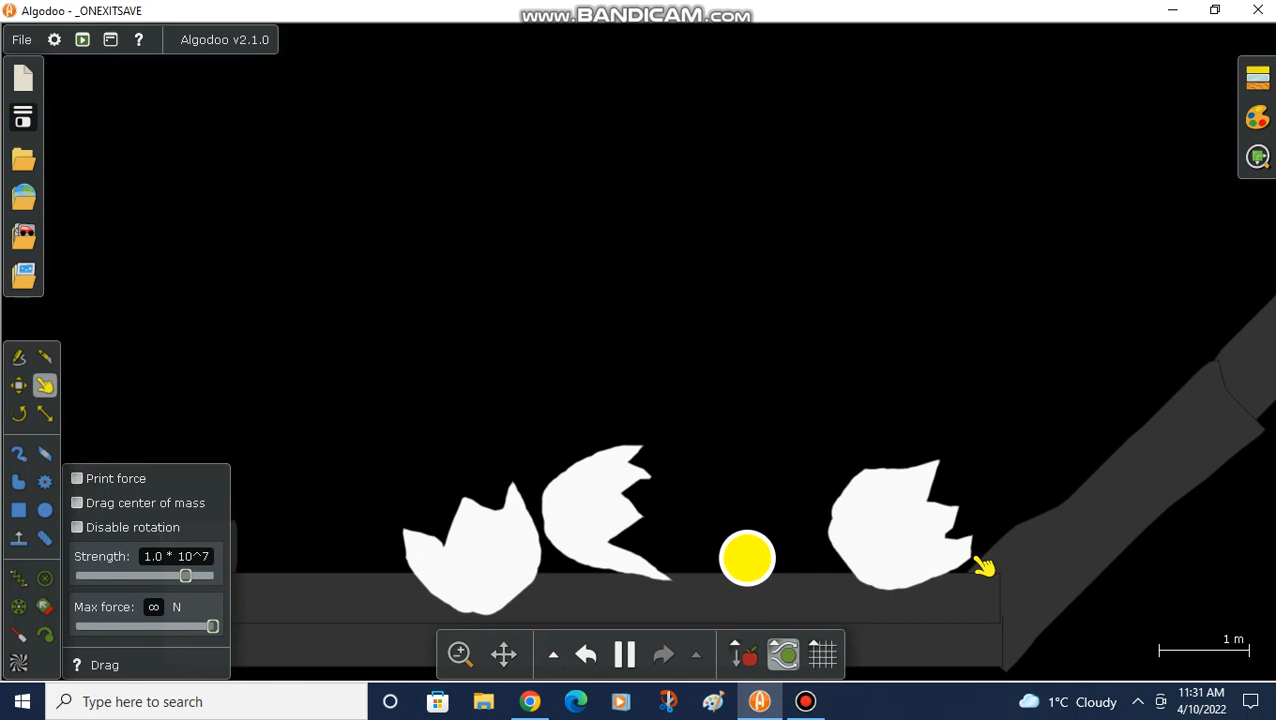 Algodoo - _ONEXITSAVE
www.BANDICAM.com
File ? Algodoo v2.1.0
Print force
Drag center of mass
Disable rotation
Strength: 1.0 * 10^7
Max force: ∞ N
? Drag
1 m
Type here to search
1°C Cloudy
11:31 AM
4/10/2022